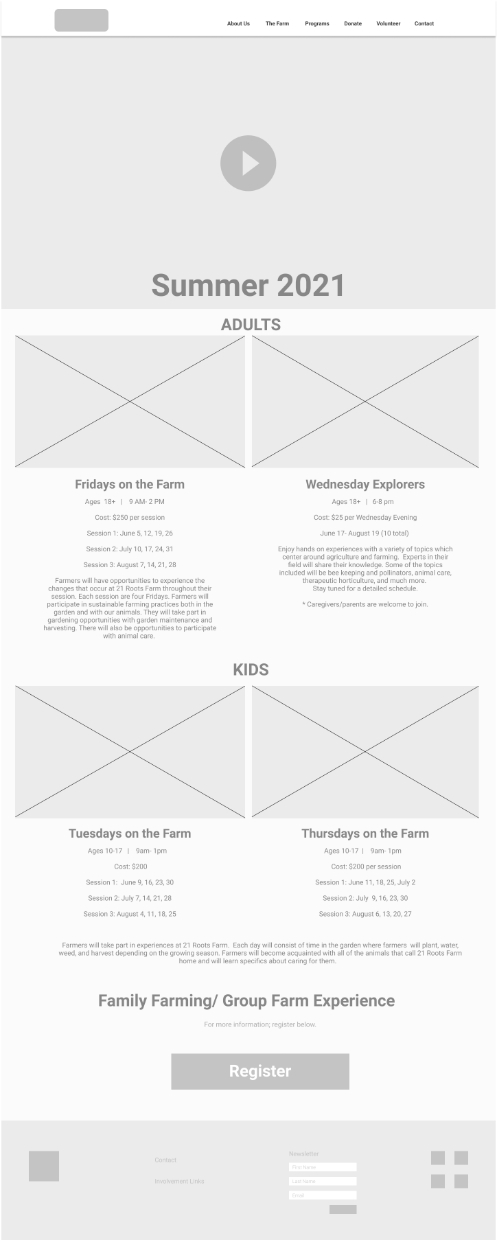 About Us The Farm Programs Donate Volunteer Contact
Summer 2021
ADULTS
Fridays on the Farm
Ages 18+ | 9 AM- 2 PM
Cost: $250 per session
Session 1: June 5, 12, 19, 26
Session 2: July 10, 17, 24, 31
Session 3: August 7, 14, 21, 28
Farmers will have opportunities to experience the
changes that occur at 21 Roots Farm throughout their
session. Each session are four Fridays. Farmers will
participate in sustainable farming practices both in the
garden and with our animals. They will take part in
gardening opportunities with garden maintenance and
harvesting. There will also be opportunities to participate
with animal care.
Wednesday Explorers
Ages 18+ | 6-8 pm
Cost: $25 per Wednesday Evening
June 17- August 19 (10 total)
Enjoy hands on experiences with a variety of topics which
center around agriculture and farming. Experts in their
field will share their knowledge. Some of the topics
included will be bee keeping and pollinators, animal care,
therapeutic horticulture, and much more.
Stay tuned for a detailed schedule.
* Caregivers/parents are welcome to join.
KIDS
Tuesdays on the Farm
Ages 10-17 | 9am- 1pm
Cost: $200
Session 1: June 9, 16, 23, 30
Session 2: July 7, 14, 21, 28
Session 3: August 4, 11, 18, 25
Thursdays on the Farm
Ages 10-17 | 9am- 1pm
Cost: $200 per session
Session 1: June 11, 18, 25, July 2
Session 2: July 9, 16, 23, 30
Session 3: August 6, 13, 20, 27
Farmers will take part in experiences at 21 Roots Farm. Each day will consist of time in the garden where farmers will plant, water,
weed, and harvest depending on the growing season. Farmers will become acquainted with all of the animals that call 21 Roots Farm
home and will learn specifics about caring for them.
Family Farming/ Group Farm Experience
For more information; register below.
Register
Contact
Involvement Links
Newsletter
First Name
Last Name
Email